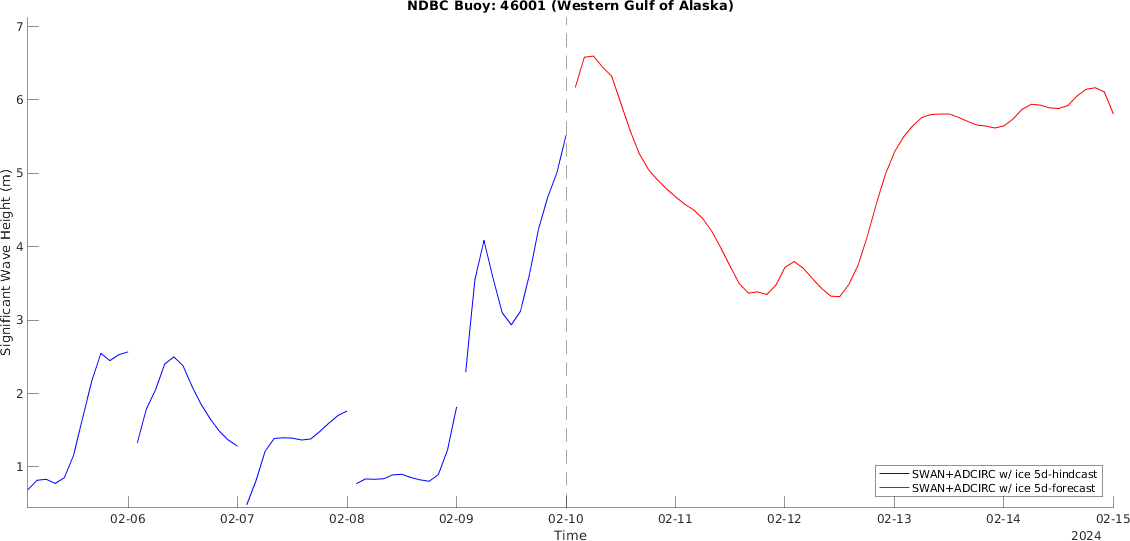 NDBC Buoy: 46001 (Western Gulf of Alaska)
7
6
5
4
3
2
1
Significant Wave Height (m)
SWAN+ADCIRC w/ ice 5d-hindcast
SWAN+ADCIRC w/ ice 5d-forecast
02-06 02-07 02-08 02-09 02-10 02-11 02-12 02-13 02-14 02-15
Time
2024